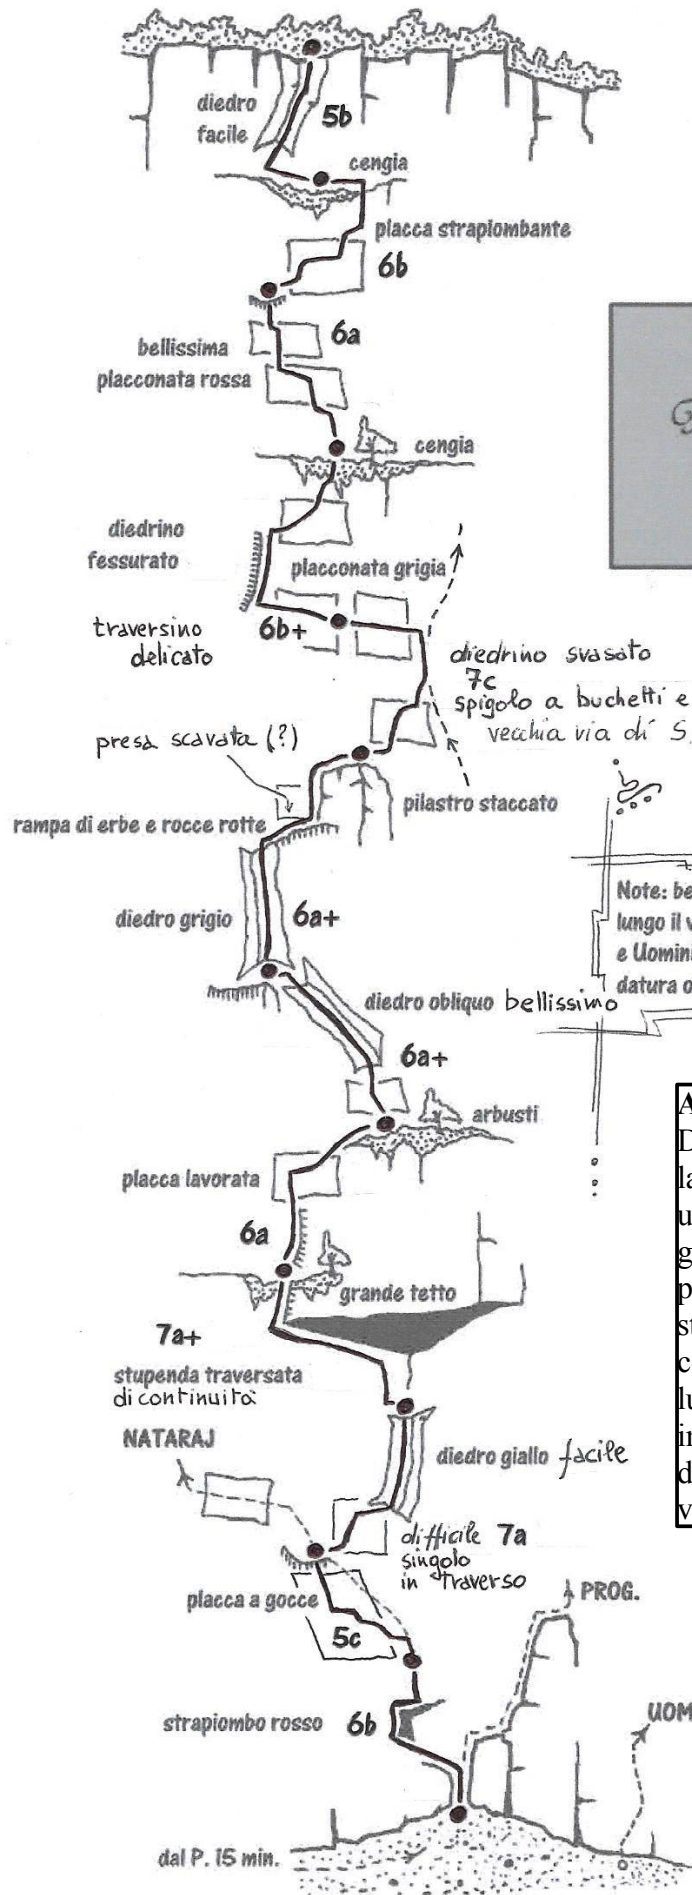 diedro
facile
5b
cengia
placca strapiombante
6b
6a
bellissima
placconata rossa
cengia
diedrino
fessurato
placconata grigia
traversino
delicato
6b+
diedrino svasato
7c
spigolo a buchetti e
vecchia via di S.
presa scavata (?)
pilastro staccato
rampa di erbe e rocce rotte
Note: be
lungo il v
e Uomin
datura o
diedro grigio
6a+
diedro obliquo bellissimo
6a+
arbusti
placca lavorata
6a
grande tetto
7a+
stupenda traversata
di continuità
NATARAJ
diedro giallo facile
difficile 7a
singolo
in traverso
placca a gocce
5c
PROG.
strapiombo rosso 6b
UOM
dal P. 15 min.
A
D
la
u
g
p
st
c
lu
in
d
v